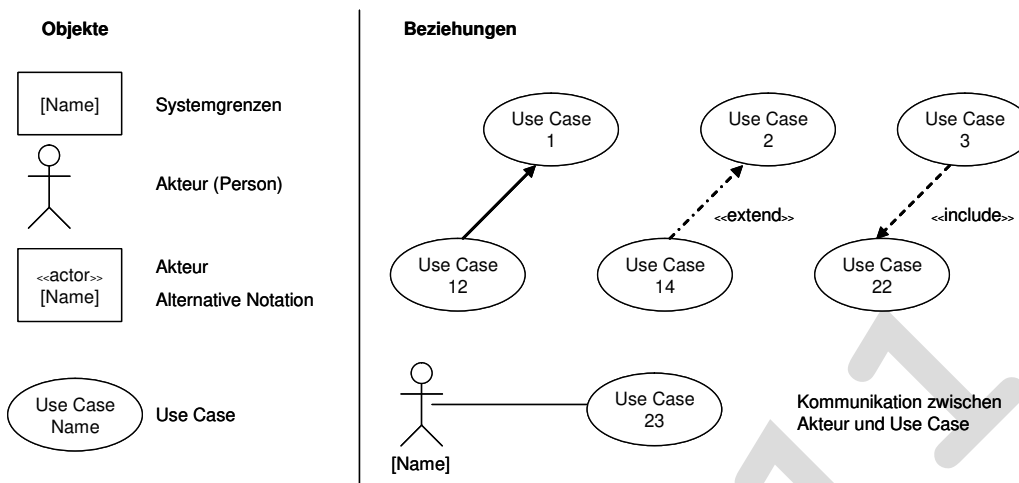 Objekte
[Name]
Systemgrenzen
Akteur (Person)
<<actor>>
[Name]
Akteur
Alternative Notation
Use Case
Name
Use Case
Beziehungen
Use Case
1
Use Case
2
Use Case
3
<<extend>>
<<include>>
Use Case
12
Use Case
14
Use Case
22
Use Case
23
[Name]
Kommunikation zwischen
Akteur und Use Case